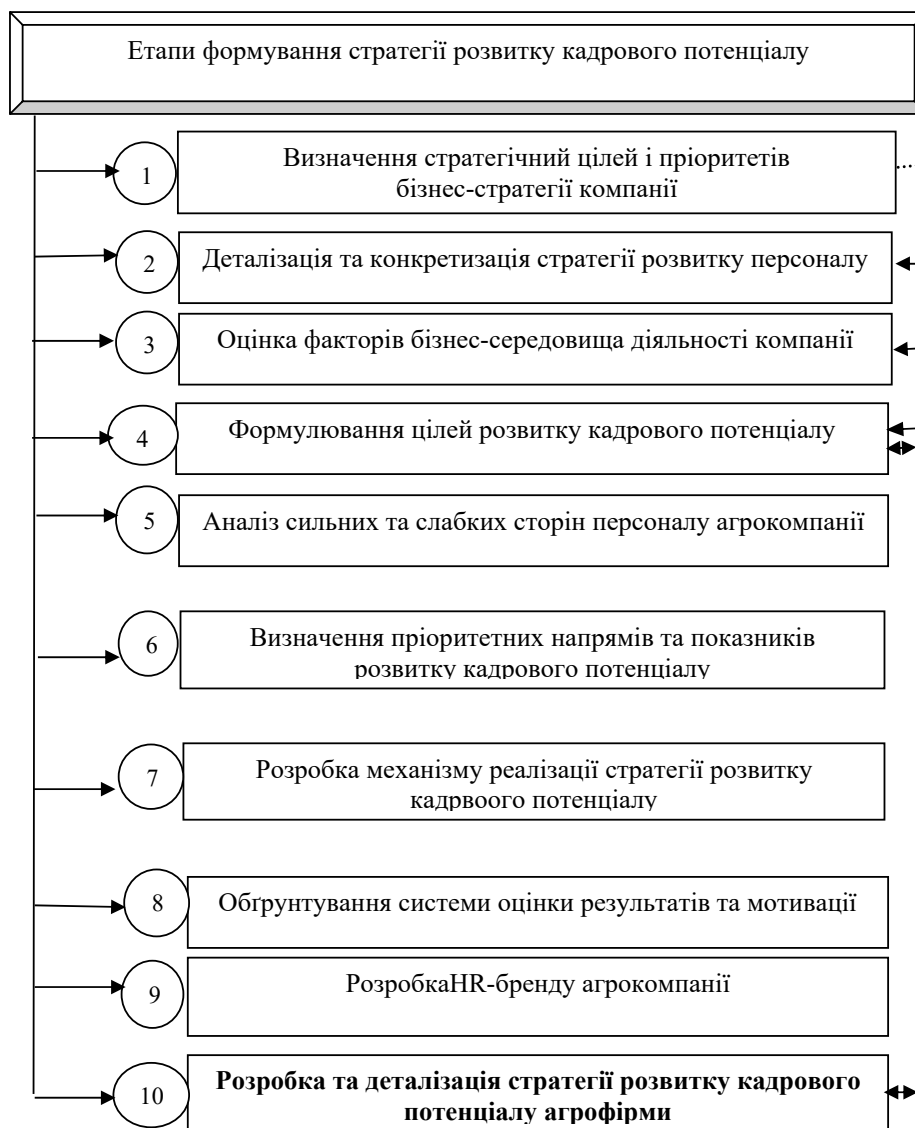 Етапи формування стратегії розвитку кадрового потенціалу
1
Визначення стратегічний цілей і пріоритетів
бізнес-стратегії компанії
2
Деталізація та конкретизація стратегії розвитку персоналу
3
Оцінка факторів бізнес-середовища діяльності компанії
4
Формулювання цілей розвитку кадрового потенціалу
5
Аналіз сильних та слабких сторін персоналу агрокомпанії
6
Визначення пріоритетних напрямів та показників
розвитку кадрового потенціалу
7
Розробка механізму реалізації стратегії розвитку
кадрвоого потенціалу
8
Обґрунтування системи оцінки результатів та мотивації
9
РозробкаHR-бренду агрокомпанії
10
Розробка та деталізація стратегії розвитку кадрового
потенціалу агрофірми